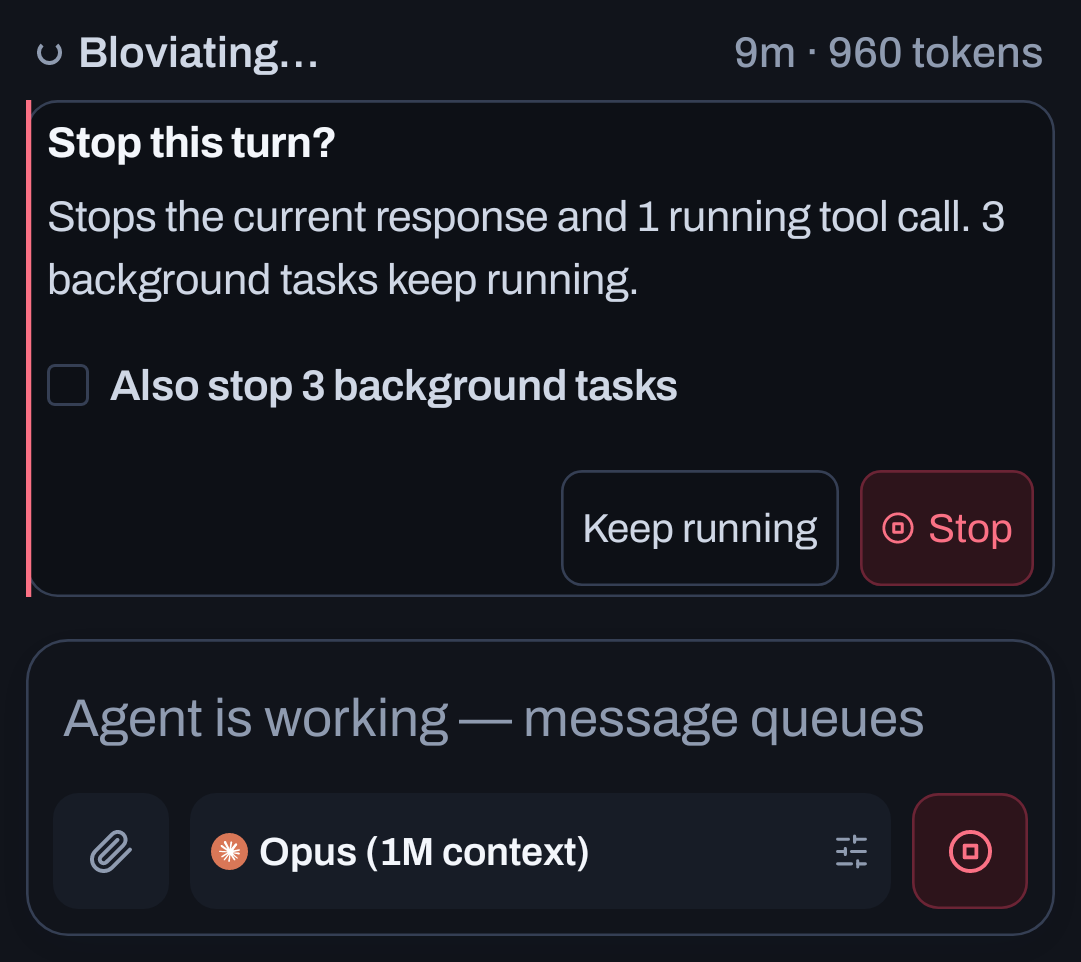 Bloviating…
9m · 960 tokens
Stop this turn?
Stops the current response and 1 running tool call. 3
background tasks keep running.
Also stop 3 background tasks
Keep running
Stop
Agent is working — message queues
Opus (1M context)